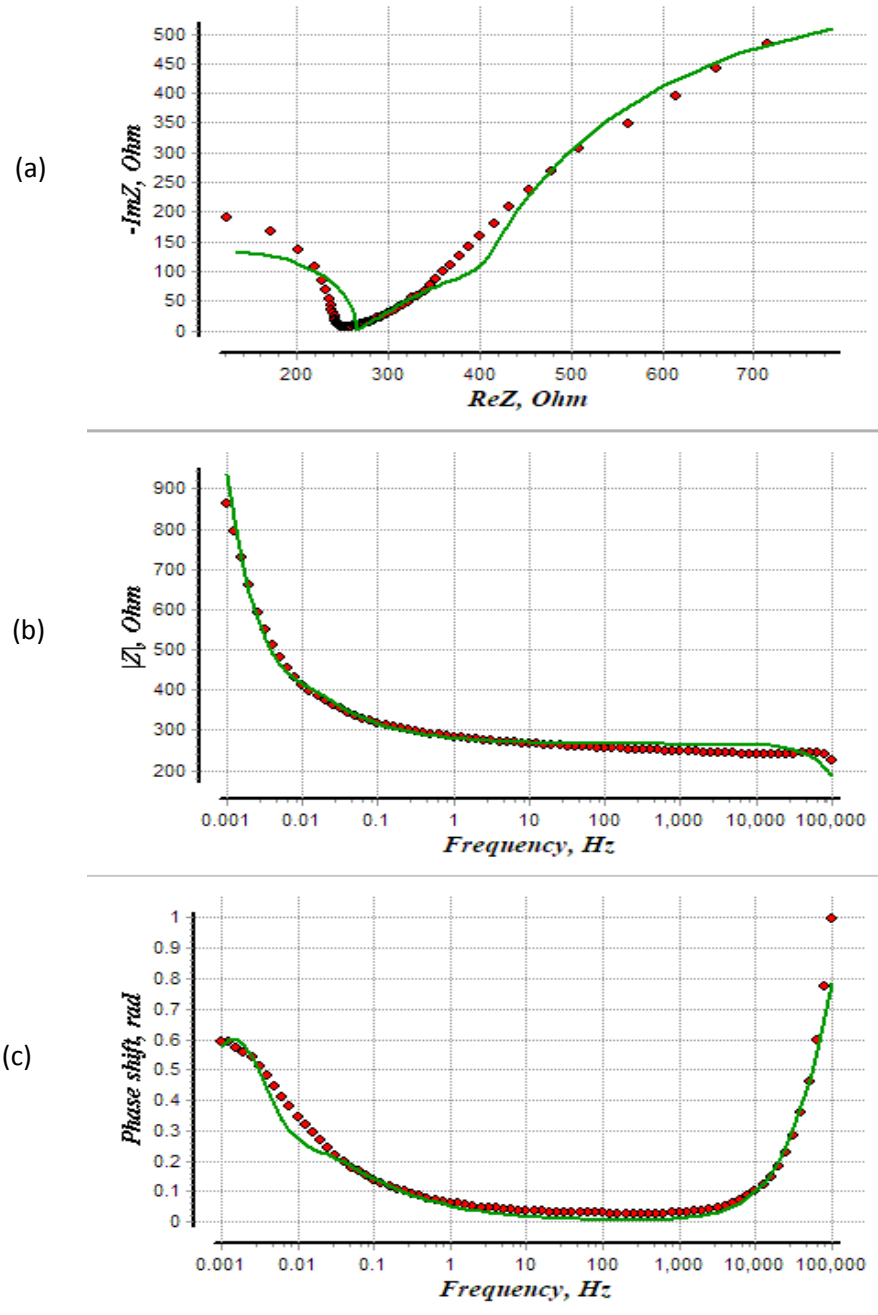 (a)
-ImZ, Ohm
500
450
400
350
300
250
200
150
100
50
0
200 300 400 500 600 700
ReZ, Ohm
(b)
|Z|, Ohm
900
800
700
600
500
400
300
200
0.001 0.01 0.1 1 10 100 1,000 10,000 100,000
Frequency, Hz
(c)
Phase shift, rad
1
0.9
0.8
0.7
0.6
0.5
0.4
0.3
0.2
0.1
0
0.001 0.01 0.1 1 10 100 1,000 10,000 100,000
Frequency, Hz